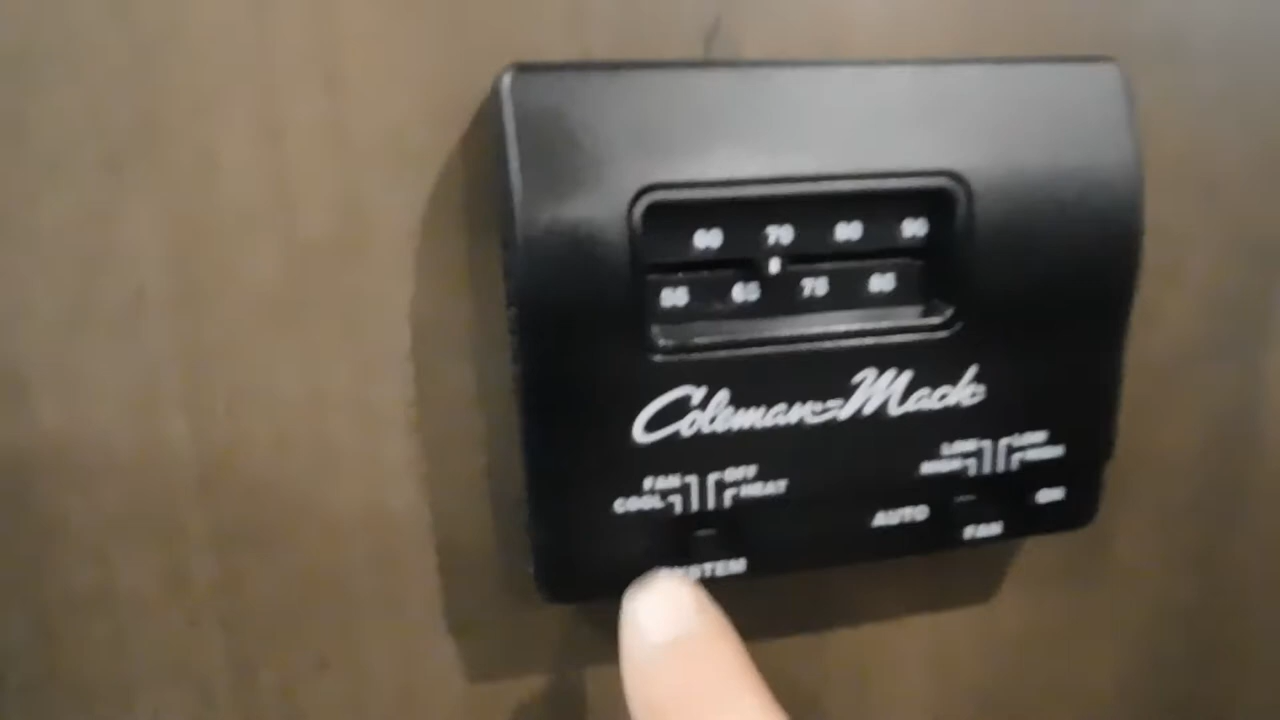 60 70 80 90
55 65 75 85
Coleman-Mach
LOW LOW
HIGH HIGH
FAN OFF
COOL HEAT
AUTO ON
FAN
SYSTEM